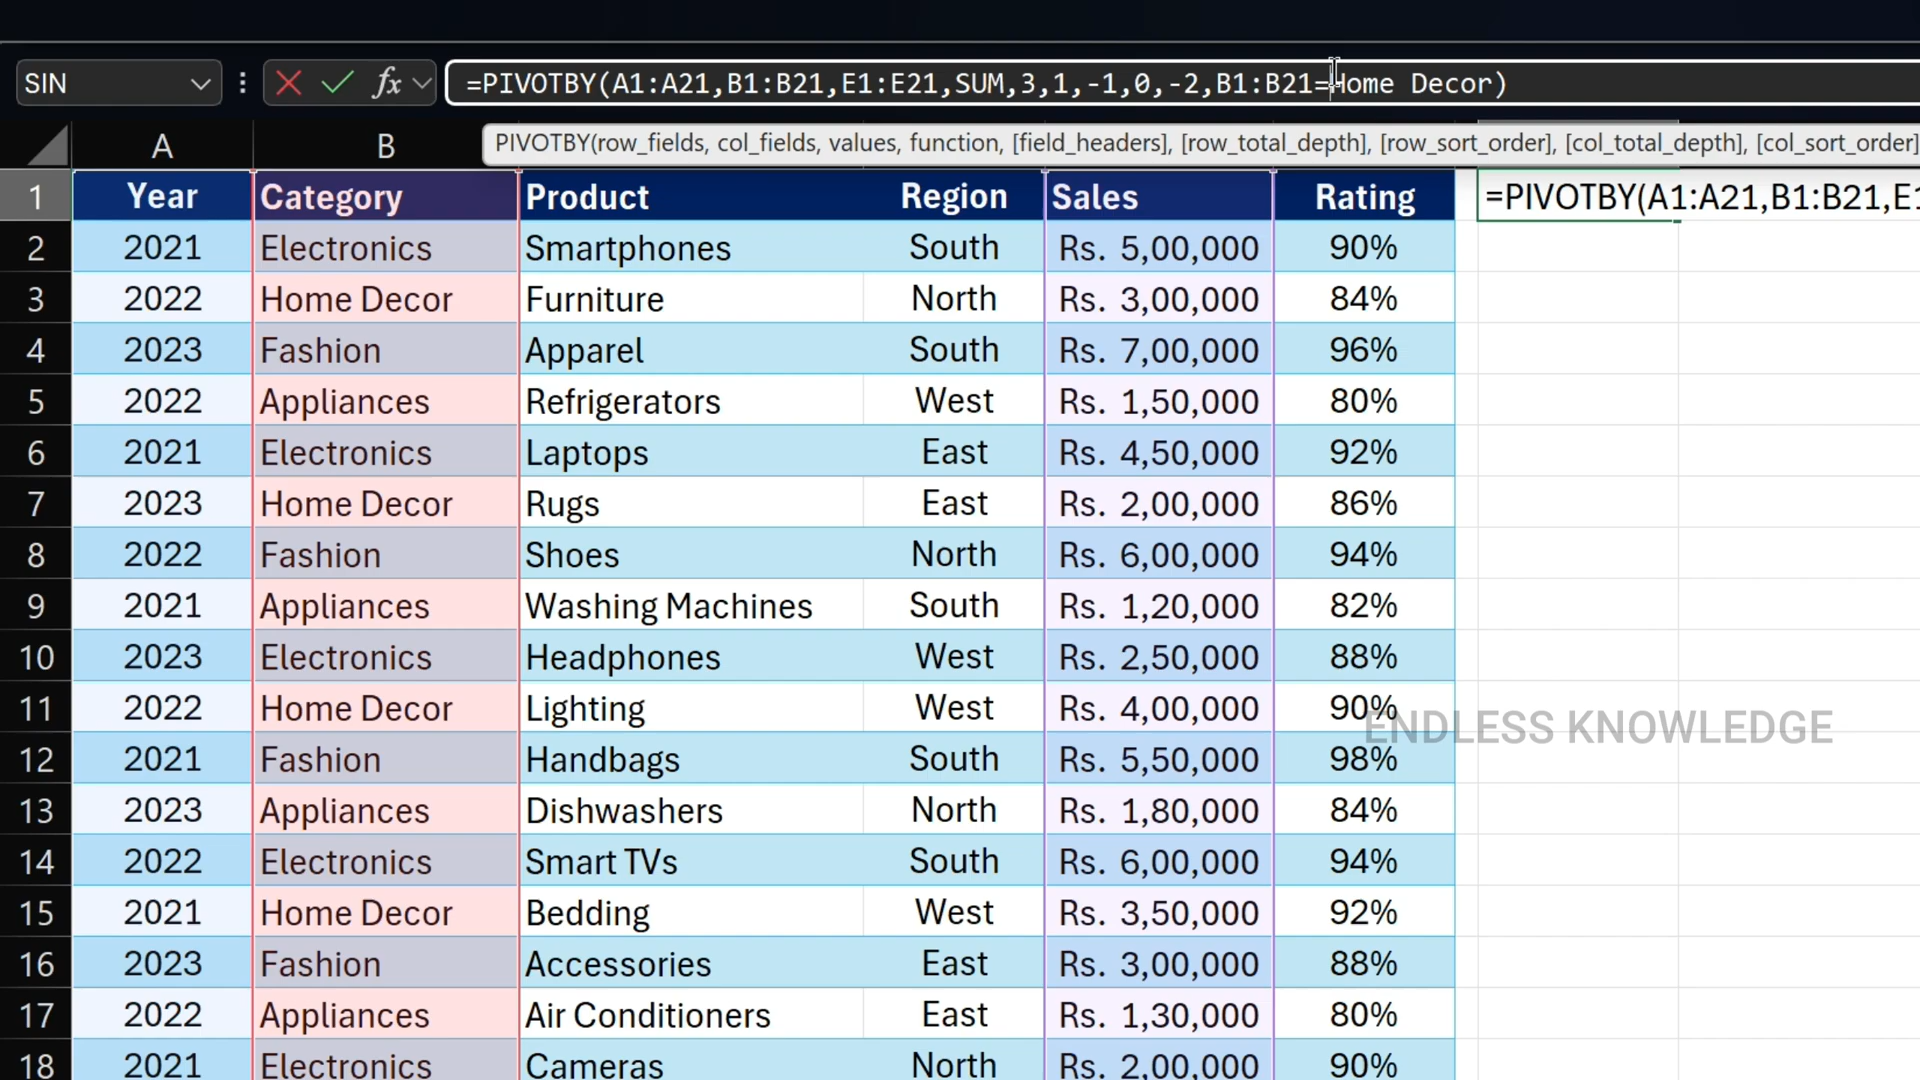 SIN
fx
=PIVOTBY(A1:A21,B1:B21,E1:E21,SUM,3,1,-1,0,-2,B1:B21=Home Decor)
PIVOTBY(row_fields, col_fields, values, function, [field_headers], [row_total_depth], [row_sort_order], [col_total_depth], [col_sort_order]
A B
1 Year Category Product Region Sales Rating =PIVOTBY(A1:A21,B1:B21,E1
2 2021 Electronics Smartphones South Rs. 5,00,000 90%
3 2022 Home Decor Furniture North Rs. 3,00,000 84%
4 2023 Fashion Apparel South Rs. 7,00,000 96%
5 2022 Appliances Refrigerators West Rs. 1,50,000 80%
6 2021 Electronics Laptops East Rs. 4,50,000 92%
7 2023 Home Decor Rugs East Rs. 2,00,000 86%
8 2022 Fashion Shoes North Rs. 6,00,000 94%
9 2021 Appliances Washing Machines South Rs. 1,20,000 82%
10 2023 Electronics Headphones West Rs. 2,50,000 88%
11 2022 Home Decor Lighting West Rs. 4,00,000 90%
ENDLESS KNOWLEDGE
12 2021 Fashion Handbags South Rs. 5,50,000 98%
13 2023 Appliances Dishwashers North Rs. 1,80,000 84%
14 2022 Electronics Smart TVs South Rs. 6,00,000 94%
15 2021 Home Decor Bedding West Rs. 3,50,000 92%
16 2023 Fashion Accessories East Rs. 3,00,000 88%
17 2022 Appliances Air Conditioners East Rs. 1,30,000 80%
18 2021 Electronics Cameras North Rs. 2,00,000 90%